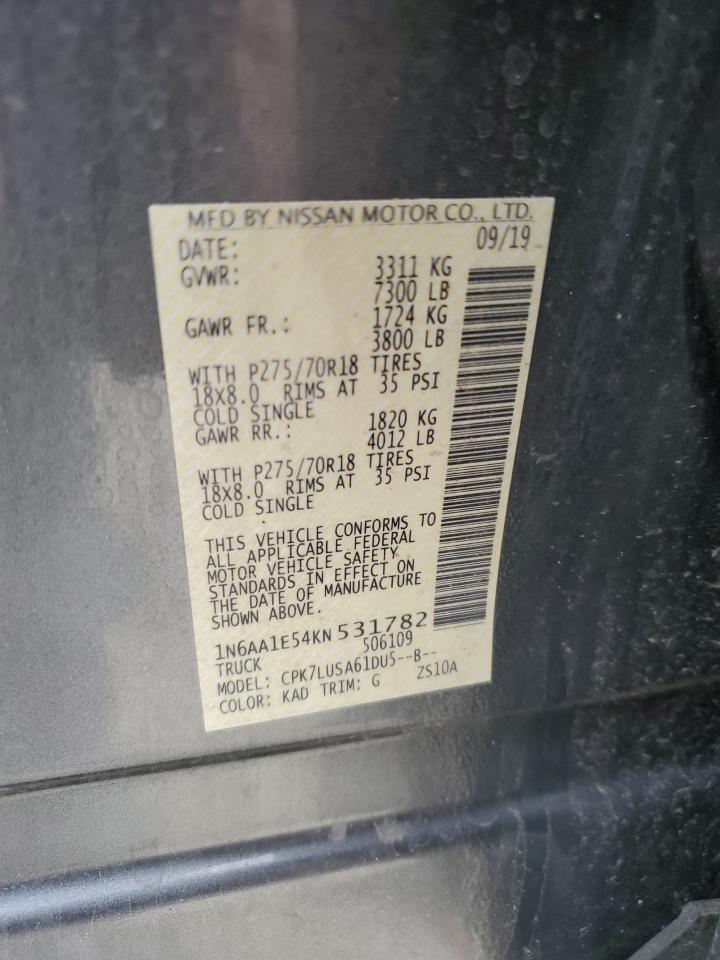 MFD BY NISSAN MOTOR CO., LTD.
DATE: 09/19
GVWR: 3311 KG
7300 LB
GAWR FR.: 1724 KG
3800 LB
WITH P275/70R18 TIRES
18X8.0 RIMS AT 35 PSI
COLD SINGLE
GAWR RR.: 1820 KG
4012 LB
WITH P275/70R18 TIRES
18X8.0 RIMS AT 35 PSI
COLD SINGLE
THIS VEHICLE CONFORMS TO
ALL APPLICABLE FEDERAL
MOTOR VEHICLE SAFETY
STANDARDS IN EFFECT ON
THE DATE OF MANUFACTURE
SHOWN ABOVE.
1N6AA1E54KN 531782
TRUCK 506109
MODEL: CPK7LUSA61DU5--B--
COLOR: KAD TRIM: G ZS10A